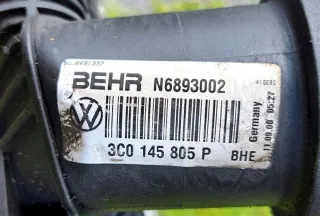 BEHR N6893002
3C0 145 805 P BHE
Germany
11.09.08 05:27